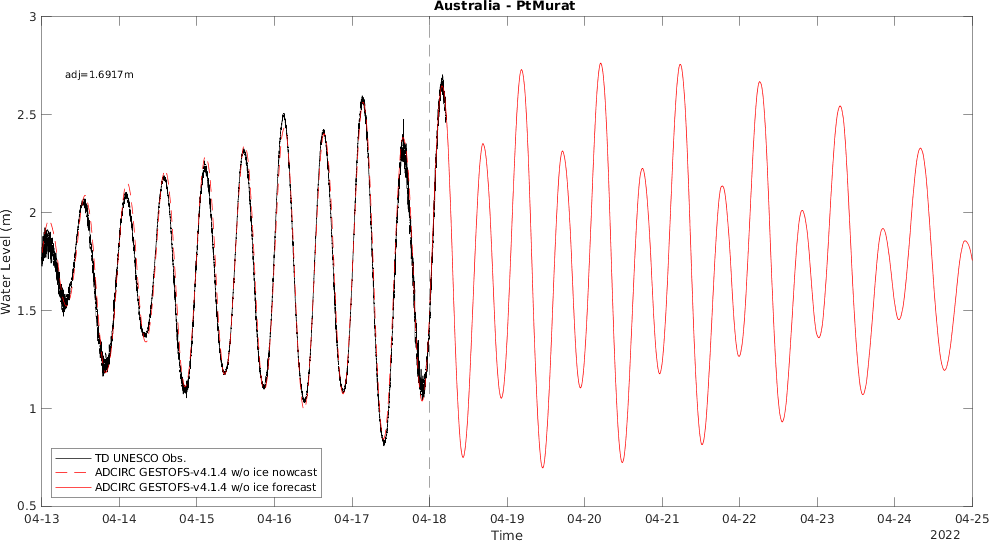 Australia - PtMurat
3
2.5
2
1.5
1
0.5
Water Level (m)
adj=1.6917m
TD UNESCO Obs.
ADCIRC GESTOFS-v4.1.4 w/o ice nowcast
ADCIRC GESTOFS-v4.1.4 w/o ice forecast
04-13 04-14 04-15 04-16 04-17 04-18 04-19 04-20 04-21 04-22 04-23 04-24 04-25
Time
2022